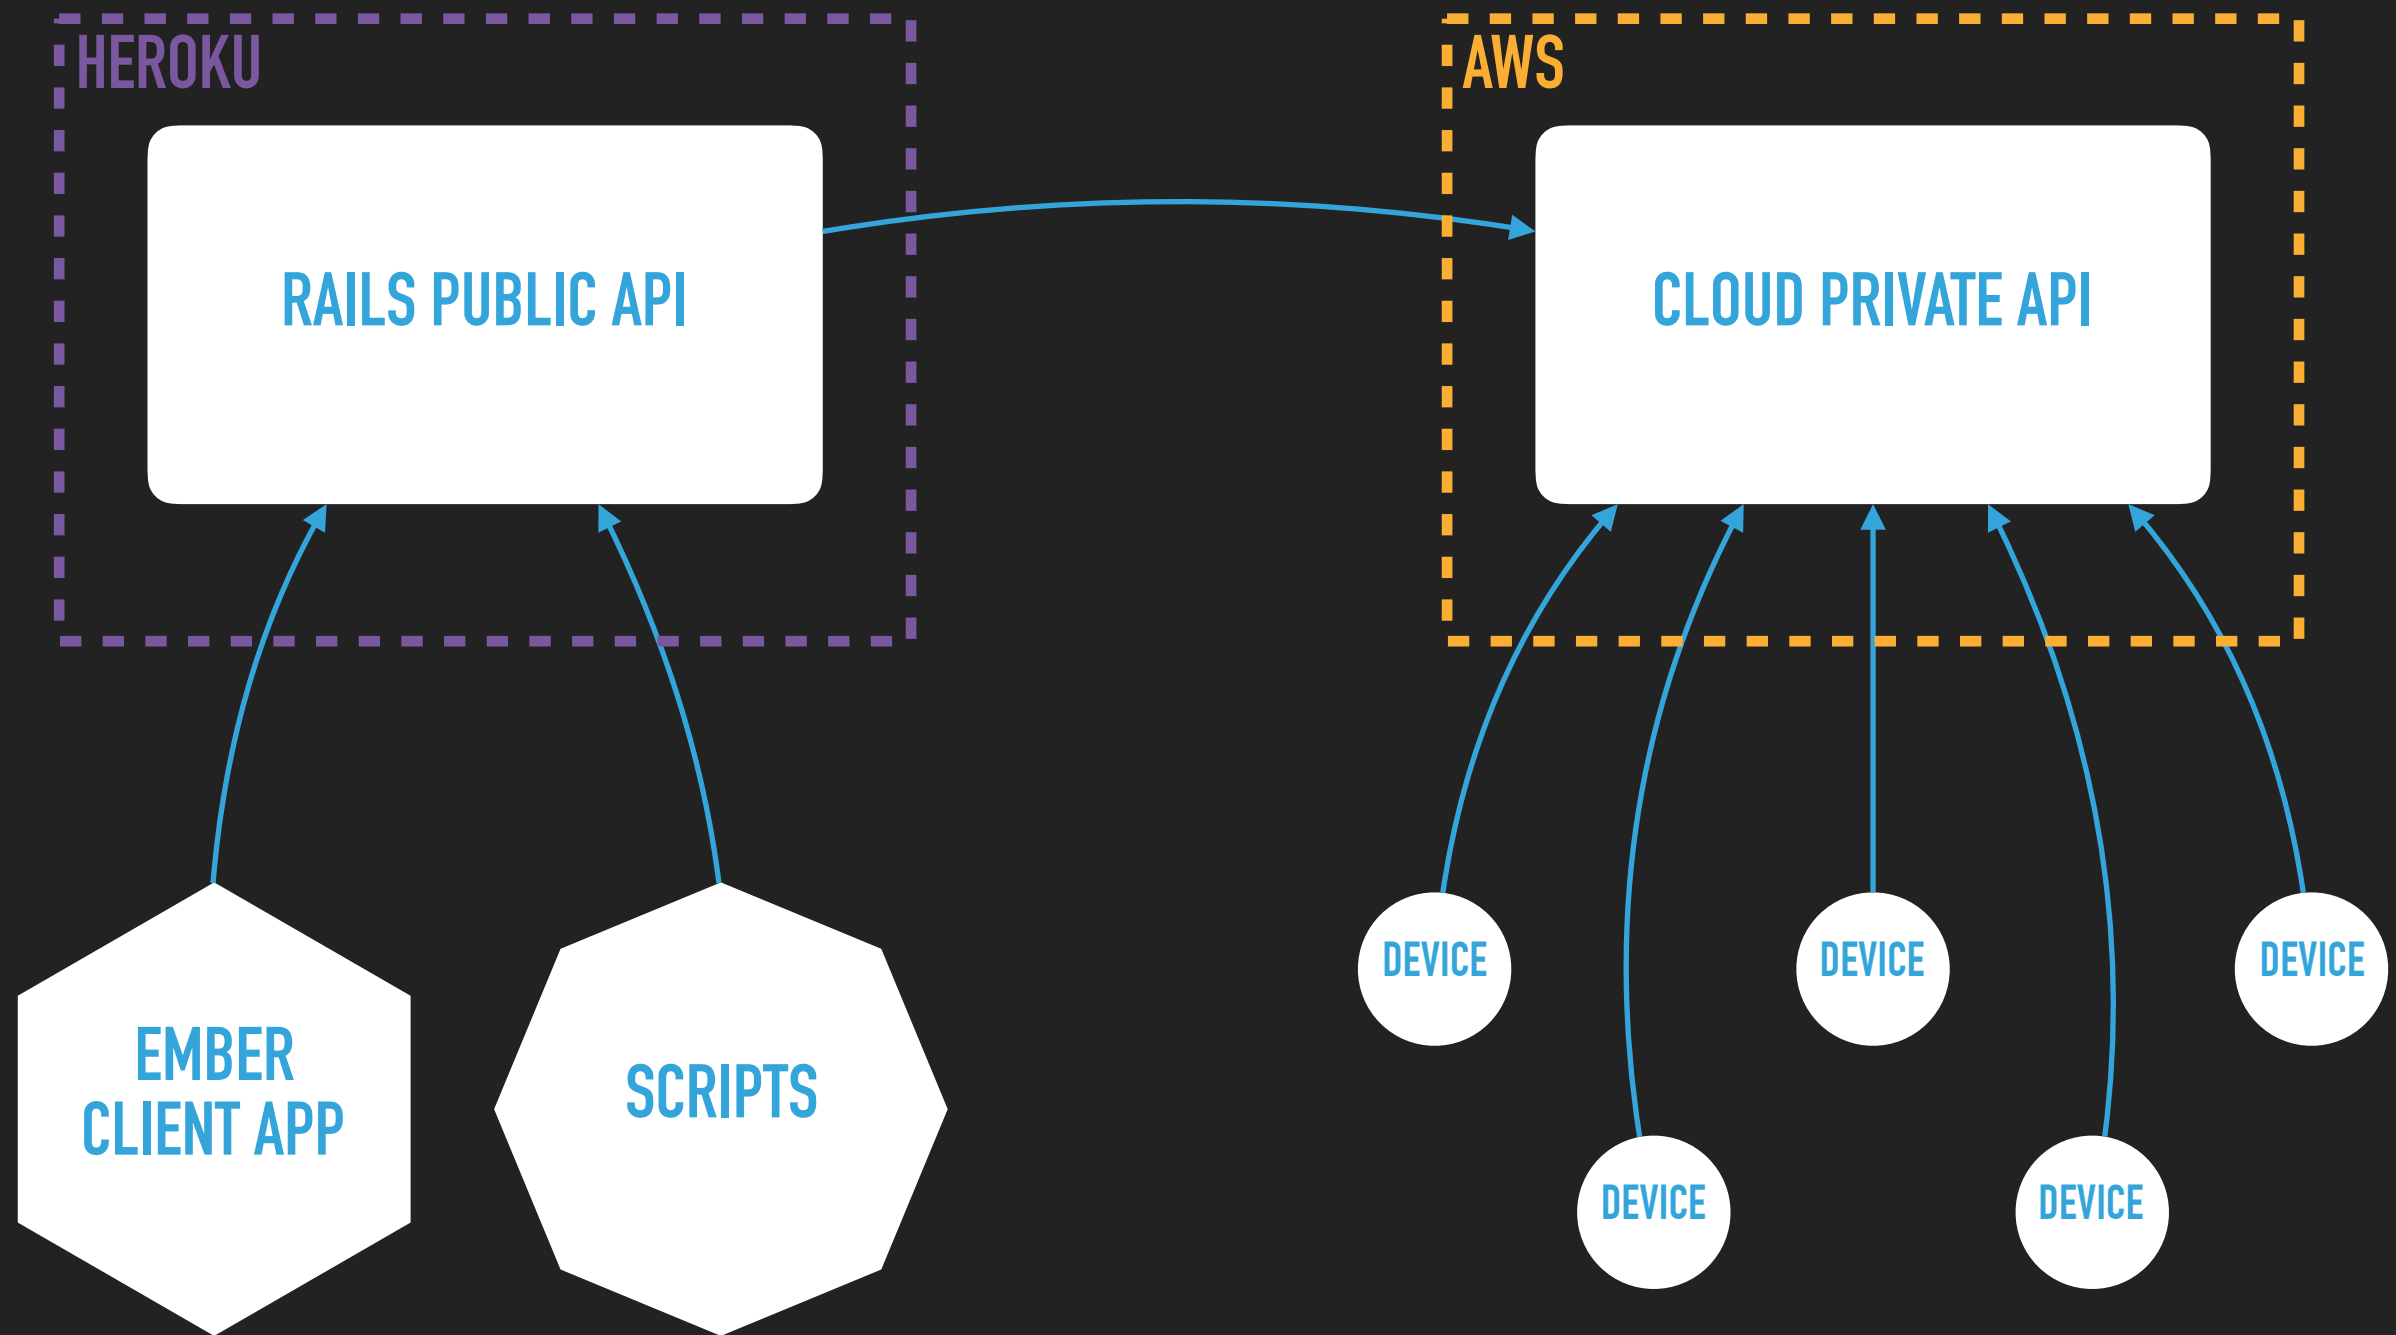 HEROKU
AWS
RAILS PUBLIC API
CLOUD PRIVATE API
EMBER
CLIENT APP
SCRIPTS
DEVICE
DEVICE
DEVICE
DEVICE
DEVICE